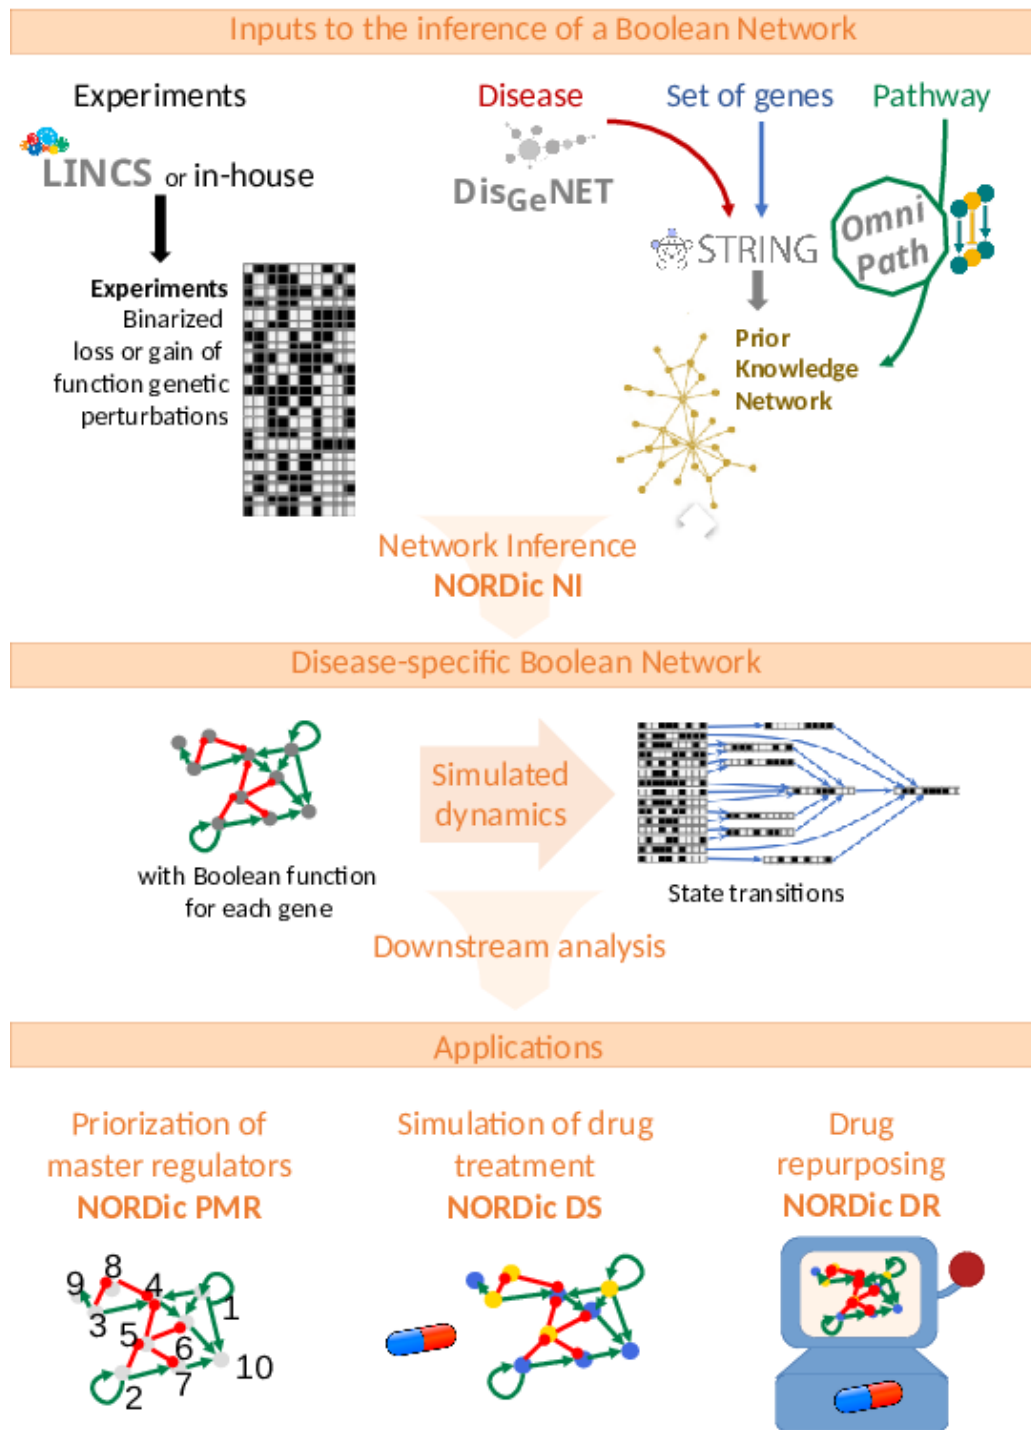 Inputs to the inference of a Boolean Network
Experiments
LINCS or in-house
Experiments
Binarized
loss or gain of
function genetic
perturbations
Disease
Set of genes
Pathway
DisGeNET
STRING
Omni
Path
Prior
Knowledge
Network
Network Inference
NORDic NI
Disease-specific Boolean Network
with Boolean function
for each gene
Simulated
dynamics
State transitions
Downstream analysis
Applications
Priorization of
master regulators
NORDic PMR
9
8
4
3
1
5
6
10
2
7
Simulation of drug
treatment
NORDic DS
Drug
repurposing
NORDic DR